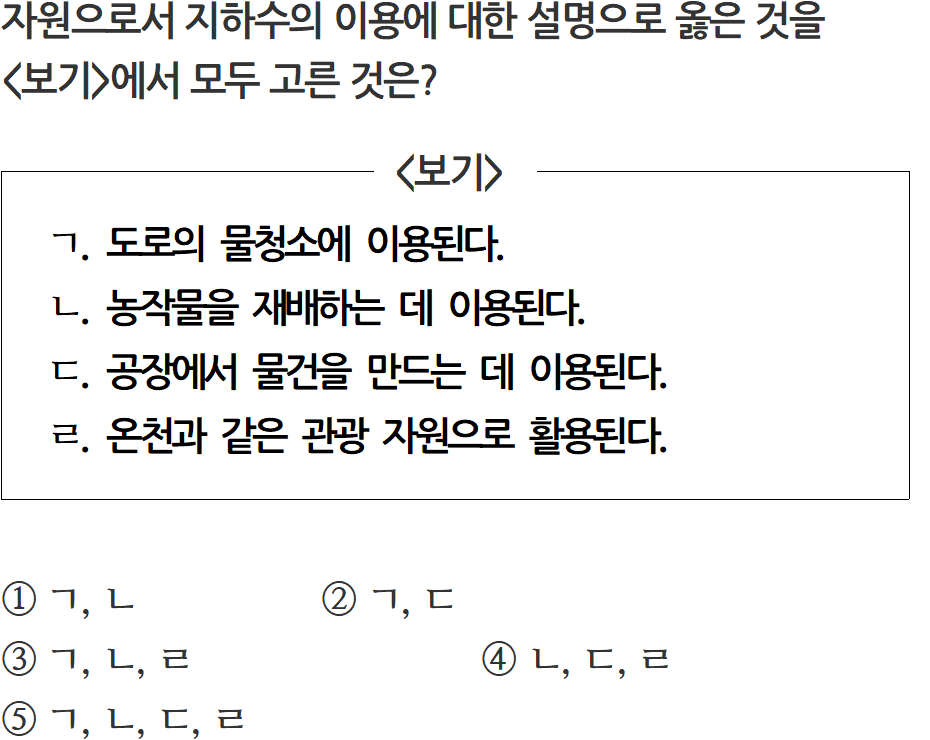 자원으로서 지하수의 이용에 대한 설명으로 옳은 것을
<보기>에서 모두 고른 것은?
<보기>
ㄱ. 도로의 물청소에 이용된다.
ㄴ. 농작물을 재배하는 데 이용된다.
ㄷ. 공장에서 물건을 만드는 데 이용된다.
ㄹ. 온천과 같은 관광 자원으로 활용된다.
① ㄱ, ㄴ ② ㄱ, ㄷ
③ ㄱ, ㄴ, ㄹ ④ ㄴ, ㄷ, ㄹ
⑤ ㄱ, ㄴ, ㄷ, ㄹ